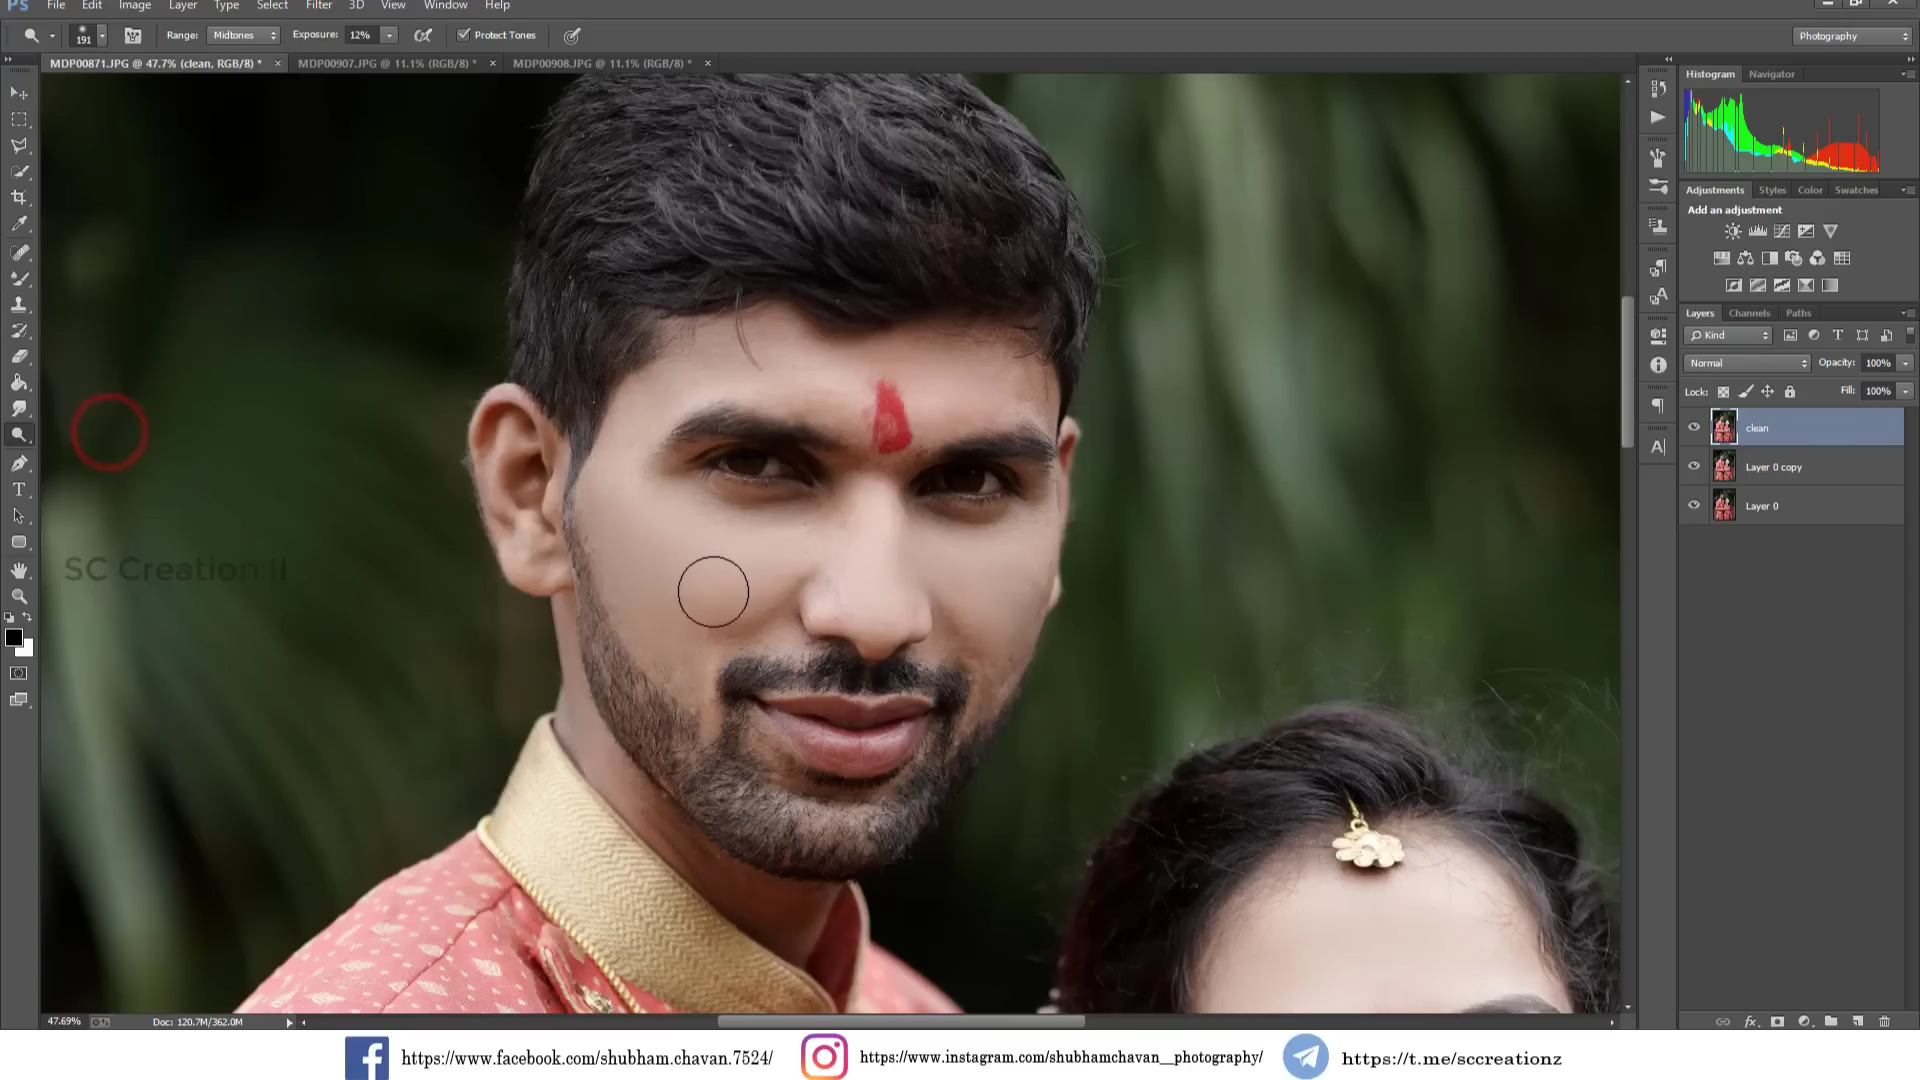 Ps File Edit Image Layer Type Select Filter 3D View Window Help
191 Range: Midtones Exposure: 12% Protect Tones Photography
MDP00871.JPG @ 47.7% (clean, RGB/8) * × MDP00907.JPG @ 11.1% (RGB/8) * × MDP00908.JPG @ 11.1% (RGB/8) * ×
Histogram Navigator
Adjustments Styles Color Swatches
Add an adjustment
Layers Channels Paths
Kind
Normal Opacity: 100%
Lock: Fill: 100%
clean
Layer 0 copy
Layer 0
SC Creation
47.69% Doc: 120.7M/362.0M
https://www.facebook.com/shubham.chavan.7524/ https://www.instagram.com/shubhamchavan__photography/ https://t.me/sccreationz